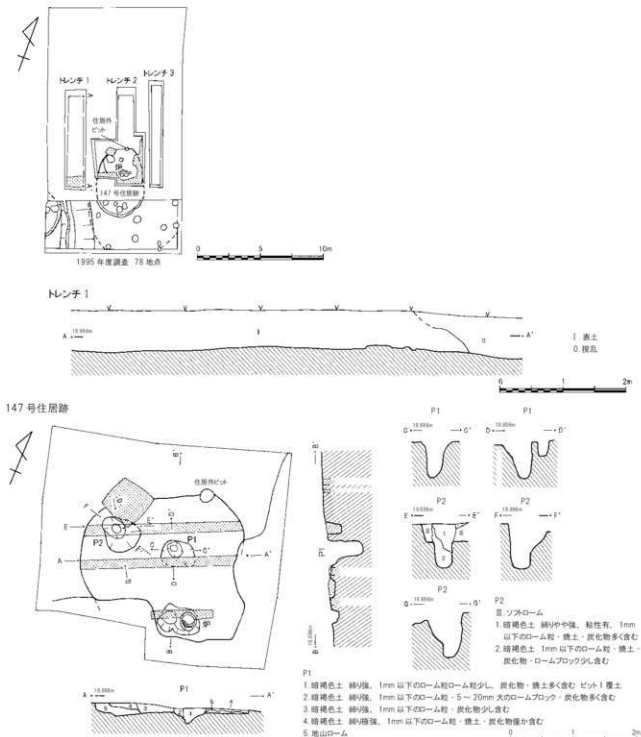 トレンチ 1
トレンチ 2
トレンチ 3
住居外
ピット
147 号住居跡
1995 年度調査 78 地点
0 5 10m
トレンチ 1
A
A'
Ⅰ 表土
0. 撹乱
0 1 2m
147 号住居跡
住居外ピット
P2
P1
炉
E
E'
A
A'
B
B'
C
C'
D
D'
F
G
P1
P1
C C'
D D'
P2
P2
E E'
F F'
P2
G G'
P2
Ⅲ. ソフトローム
1. 暗褐色土 締りやや強、粘性有、1mm
以下のローム粒・焼土・炭化物多く含む
2. 暗褐色土 1mm 以下のローム粒・焼土・
炭化物・ロームブロック少し含む
P1
1. 暗褐色土 締り強、1mm 以下のローム粒ローム粒少し、炭化物・焼土多く含む ピット1覆土
2. 暗褐色土 締り強、1mm 以下のローム粒・5～20mm 大のロームブロック・炭化物多く含む
3. 暗褐色土 締り強、1mm 以下のローム粒・炭化物少し含む
4. 暗褐色土 締り極強、1mm 以下のローム粒・焼土・炭化物僅か含む
5. 地山ローム
A P1 A'
0 1 2m